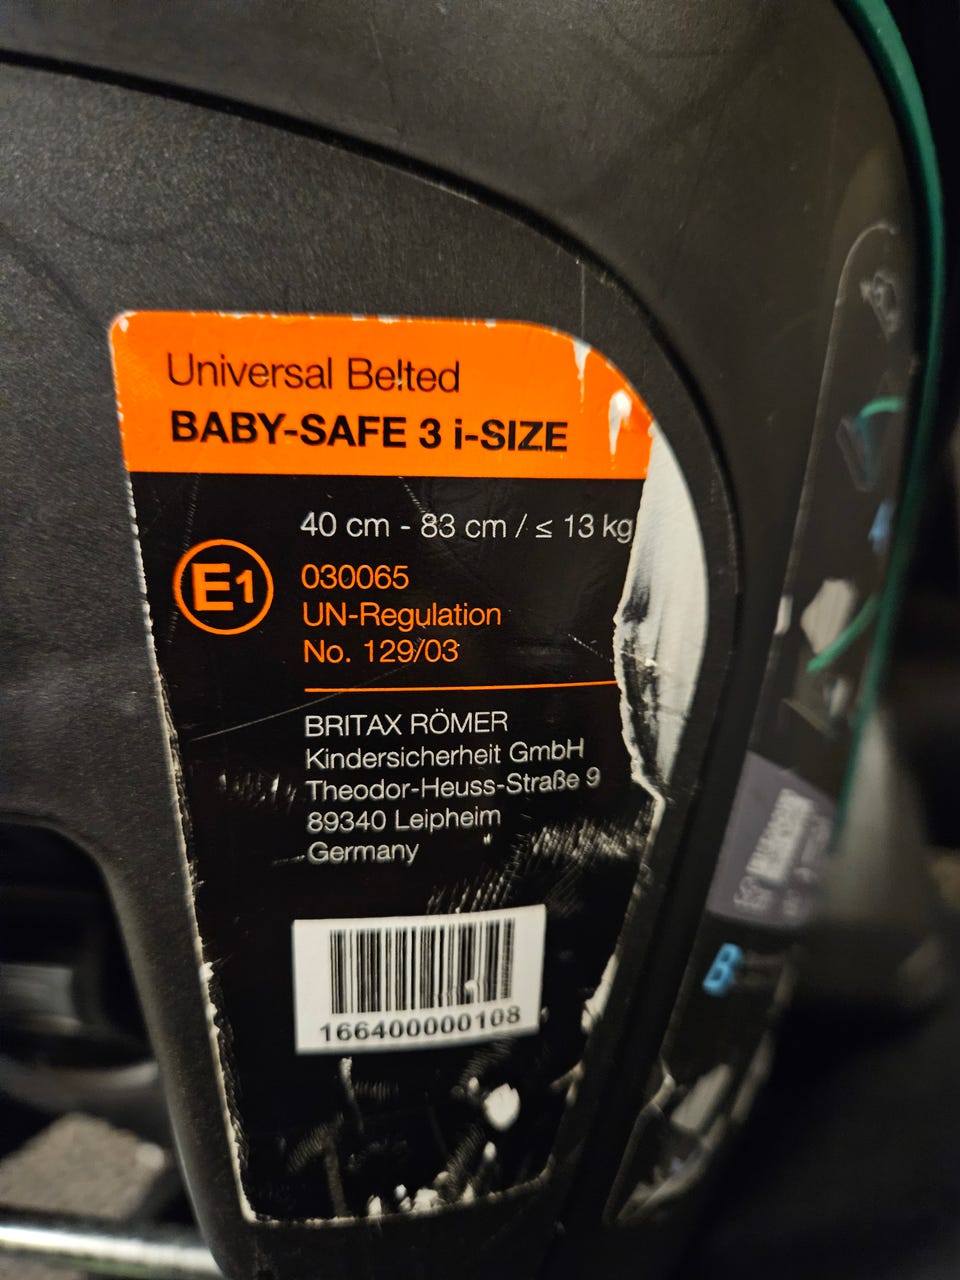 Universal Belted
BABY-SAFE 3 i-SIZE
40 cm - 83 cm / ≤ 13 kg
E1
030065
UN-Regulation
No. 129/03
BRITAX RÖMER
Kindersicherheit GmbH
Theodor-Heuss-Straße 9
89340 Leipheim
Germany
166400000108
B